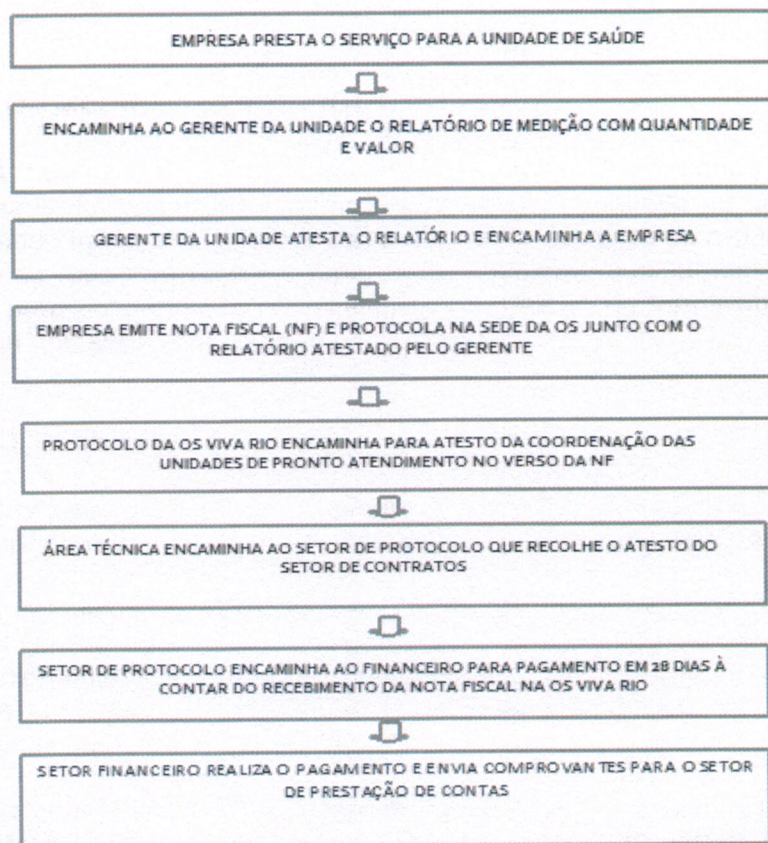 EMPRESA PRESTA O SERVIÇO PARA A UNIDADE DE SAÚDE
ENCAMINHA AO GERENTE DA UNIDADE O RELATÓRIO DE MEDIÇÃO COM QUANTIDADE
E VALOR
GERENTE DA UNIDADE ATESTA O RELATÓRIO E ENCAMINHA A EMPRESA
EMPRESA EMITE NOTA FISCAL (NF) E PROTOCOLA NA SEDE DA OS JUNTO COM O
RELATÓRIO ATESTADO PELO GERENTE
PROTOCOLO DA OS VIVA RIO ENCAMINHA PARA ATESTO DA COORDENAÇÃO DAS
UNIDADES DE PRONTO ATENDIMENTO NO VERSO DA NF
ÁREA TÉCNICA ENCAMINHA AO SETOR DE PROTOCOLO QUE RECOLHE O ATESTO DO
SETOR DE CONTRATOS
SETOR DE PROTOCOLO ENCAMINHA AO FINANCEIRO PARA PAGAMENTO EM 28 DIAS À
CONTAR DO RECEBIMENTO DA NOTA FISCAL NA OS VIVA RIO
SETOR FINANCEIRO REALIZA O PAGAMENTO E ENVIA COMPROVANTES PARA O SETOR
DE PRESTAÇÃO DE CONTAS